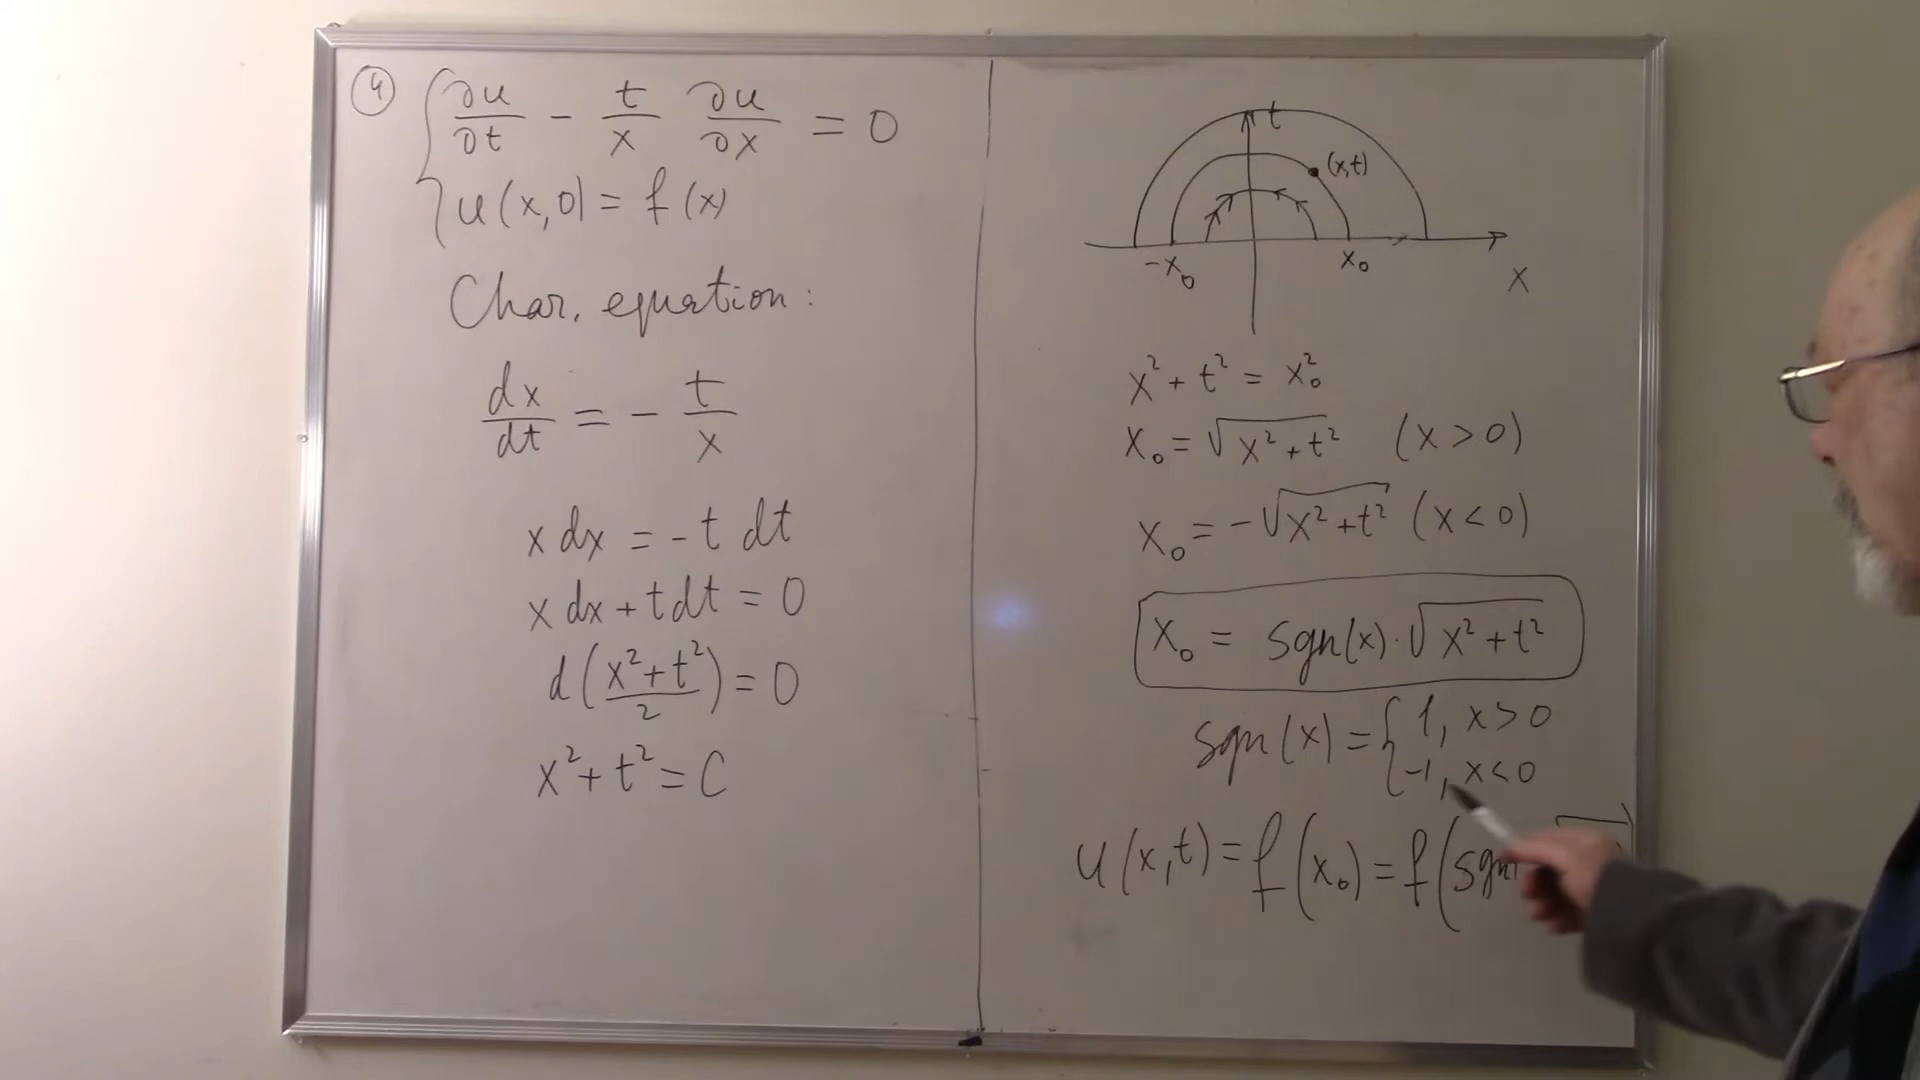 ④ { ∂u/∂t - t/x ∂u/∂x = 0
u(x,0) = f(x)
Char. equation:
dx/dt = - t/x
x dx = -t dt
x dx + t dt = 0
d((x²+t²)/2) = 0
x² + t² = C
t
(x,t)
-x₀ x₀
x
x² + t² = x₀²
x₀ = √(x²+t²) (x>0)
x₀ = -√(x²+t²) (x<0)
x₀ = sgn(x)·√(x²+t²)
sgn(x) = { 1, x>0
-1, x<0
u(x,t) = f(x₀) = f(sgn